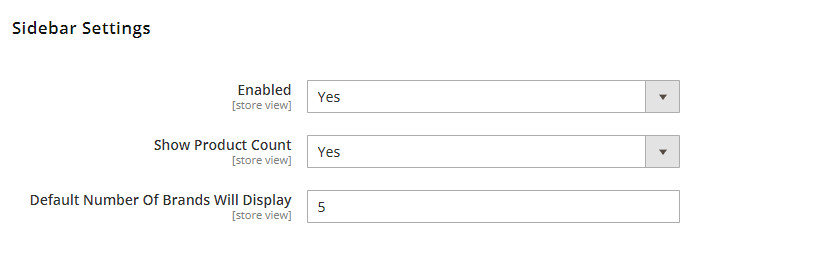 Sidebar Settings
Enabled
[store view]
Yes
Show Product Count
[store view]
Yes
Default Number Of Brands Will Display
[store view]
5